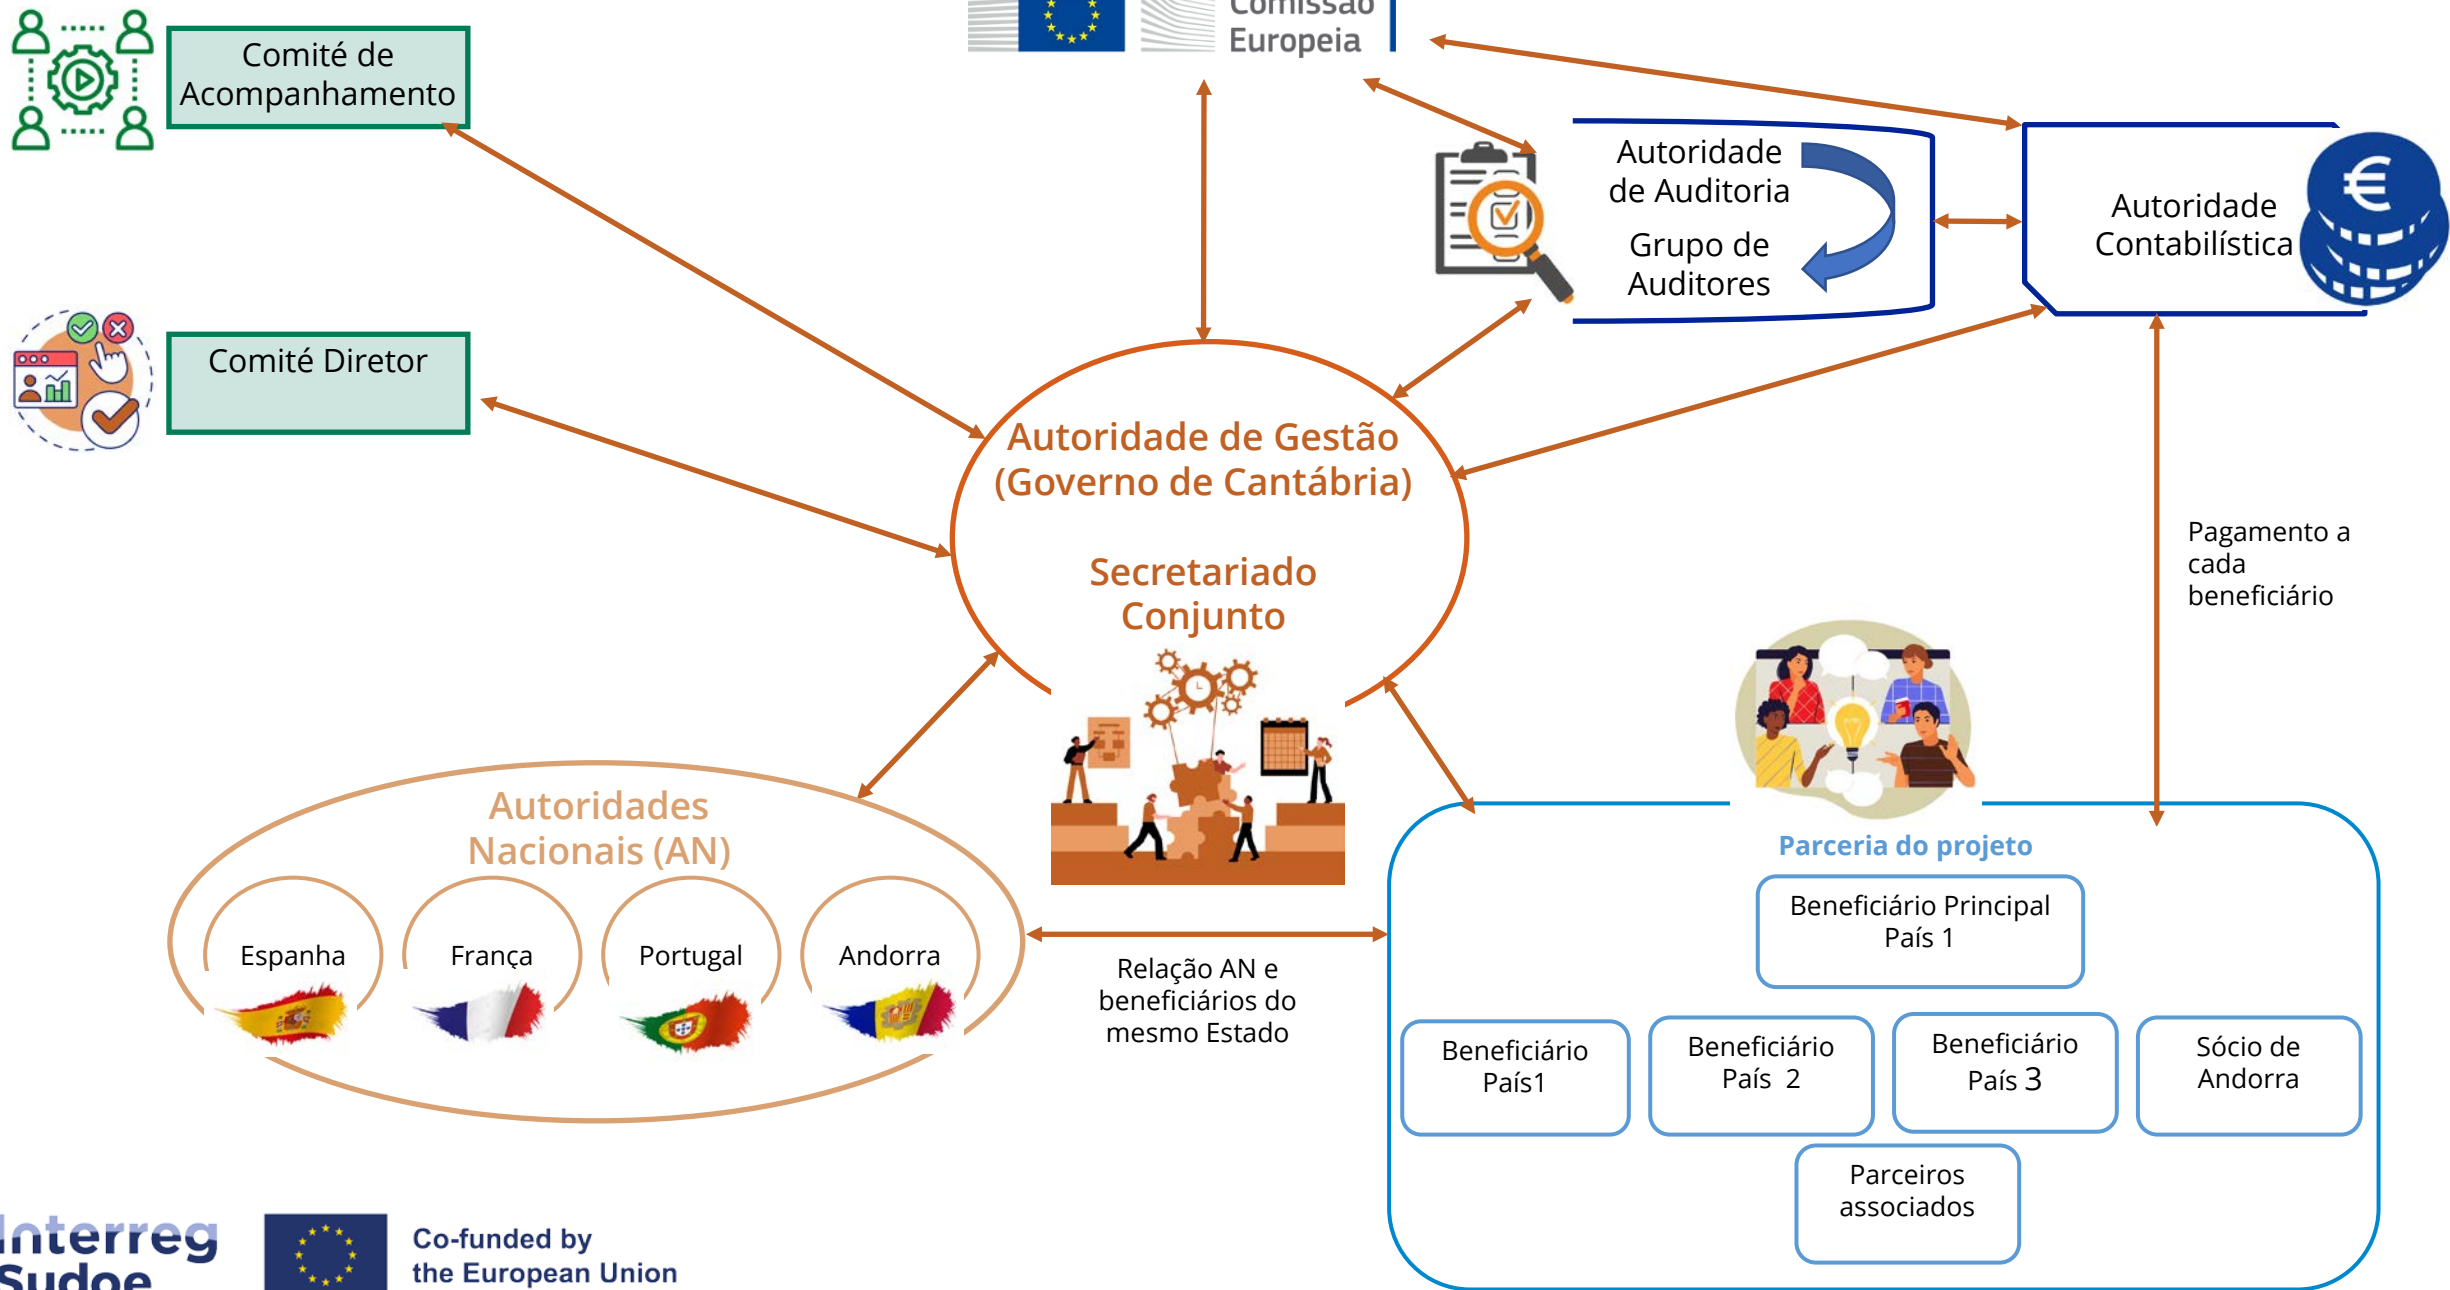 Comissão
Europeia
Comité de
Acompanhamento
Autoridade
de Auditoria
Grupo de
Auditores
Autoridade
Contabilística
Comité Diretor
Autoridade de Gestão
(Governo de Cantábria)
Secretariado
Conjunto
Pagamento a
cada
beneficiário
Autoridades
Nacionais (AN)
Espanha
França
Portugal
Andorra
Relação AN e
beneficiários do
mesmo Estado
Parceria do projeto
Beneficiário Principal
País 1
Beneficiário
País1
Beneficiário
País 2
Beneficiário
País 3
Sócio de
Andorra
Parceiros
associados
Interreg
Sudoe
Co-funded by
the European Union